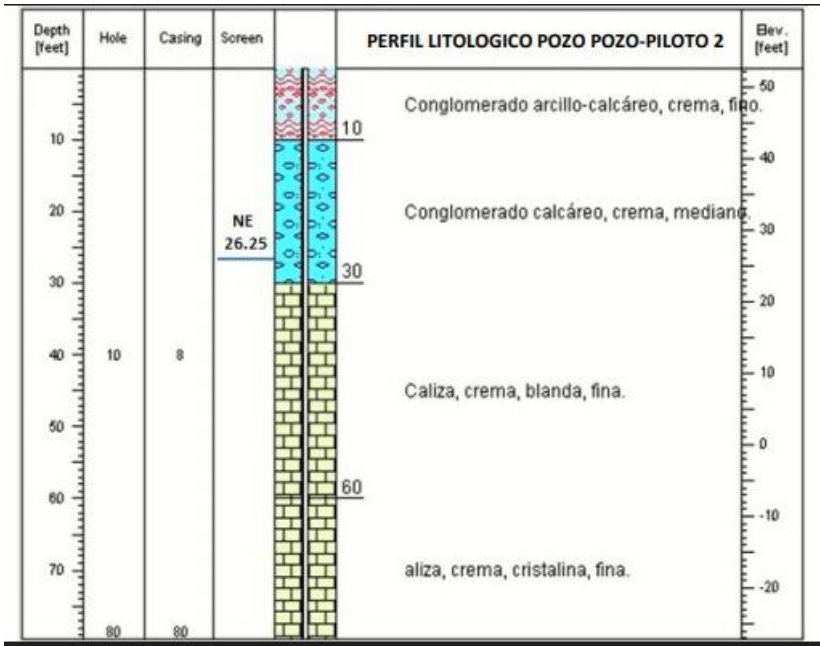 Depth
[feet]
Hole
Casing
Screen
PERFIL LITOLOGICO POZO POZO-PILOTO 2
Elev.
[feet]
50
Conglomerado arcillo-calcáreo, crema, fino.
10
10
40
20
Conglomerado calcáreo, crema, mediano.
NE
26.25
30
30
30
20
40
10
8
10
Caliza, crema, blanda, fina.
50
0
60
60
-10
70
aliza, crema, cristalina, fina.
-20
80
80